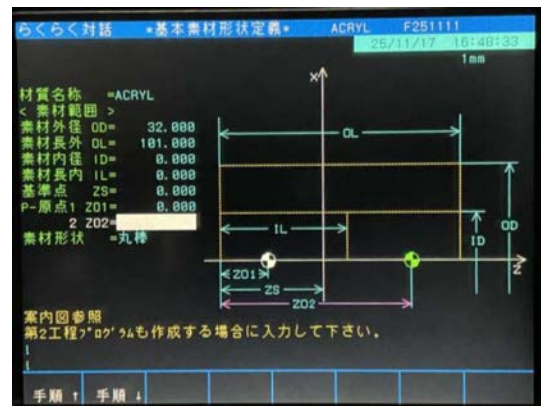 らくらく対話 *基本素材形状定義* ACRYL F251111
25/11/17 16:48:33
1mm
材質名称 =ACRYL
< 素材範囲 >
素材外径 OD= 32.000
素材長外 OL= 101.000
素材内径 ID= 0.000
素材長内 IL= 0.000
基準点 ZS= 0.000
P-原点1 ZO1= 0.000
2 ZO2=
素材形状 =丸棒
X
OL
IL
ID
OD
Z
ZO1
ZS
ZO2
案内図参照
第2工程プログラムも作成する場合に入力して下さい。
手順 ↑ 手順 ↓